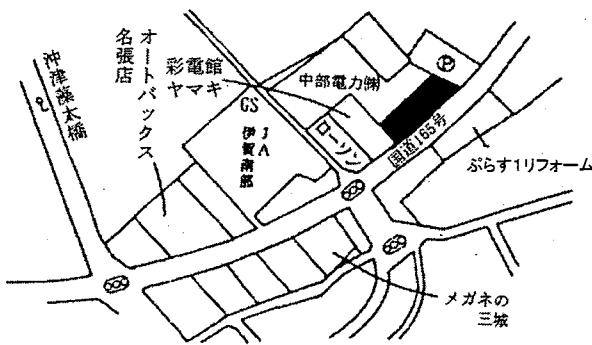 沖津藻大橋
オートバックス
名張店
電館
彩ヤマキ
GS
JA
伊賀南部
中部電力㈱
ローソン
国道165号
P
ぷらす1リフォーム
メガネの
三城